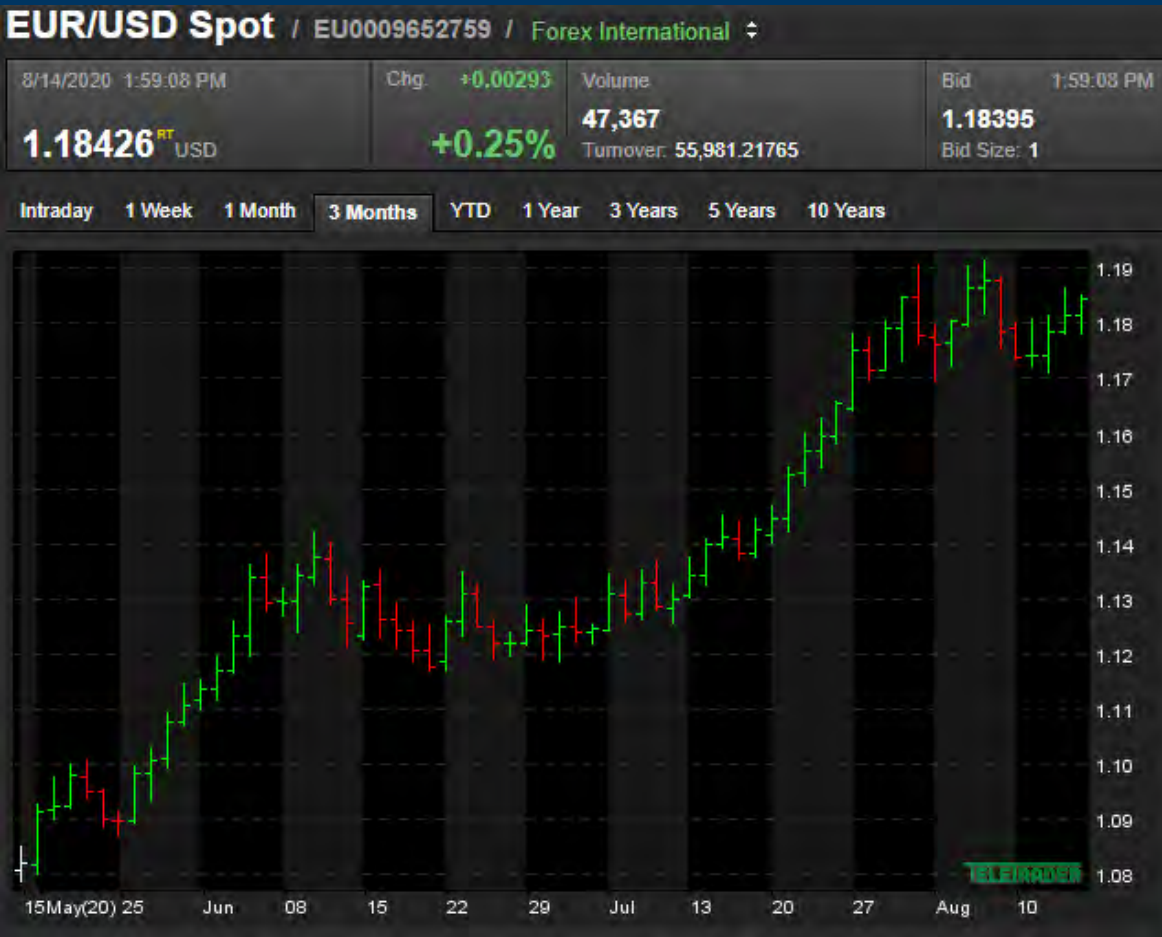 EUR/USD Spot / EU0009652759 / Forex International
8/14/2020 1:59:08 PM
1.18426 RT USD
Chg. +0.00293
+0.25%
Volume
47,367
Turnover: 55,981.21765
Bid 1:59:08 PM
1.18395
Bid Size: 1
Intraday 1 Week 1 Month 3 Months YTD 1 Year 3 Years 5 Years 10 Years
1.19
1.18
1.17
1.16
1.15
1.14
1.13
1.12
1.11
1.10
1.09
1.08
TELETRADER
15May(20) 25 Jun 08 15 22 29 Jul 13 20 27 Aug 10